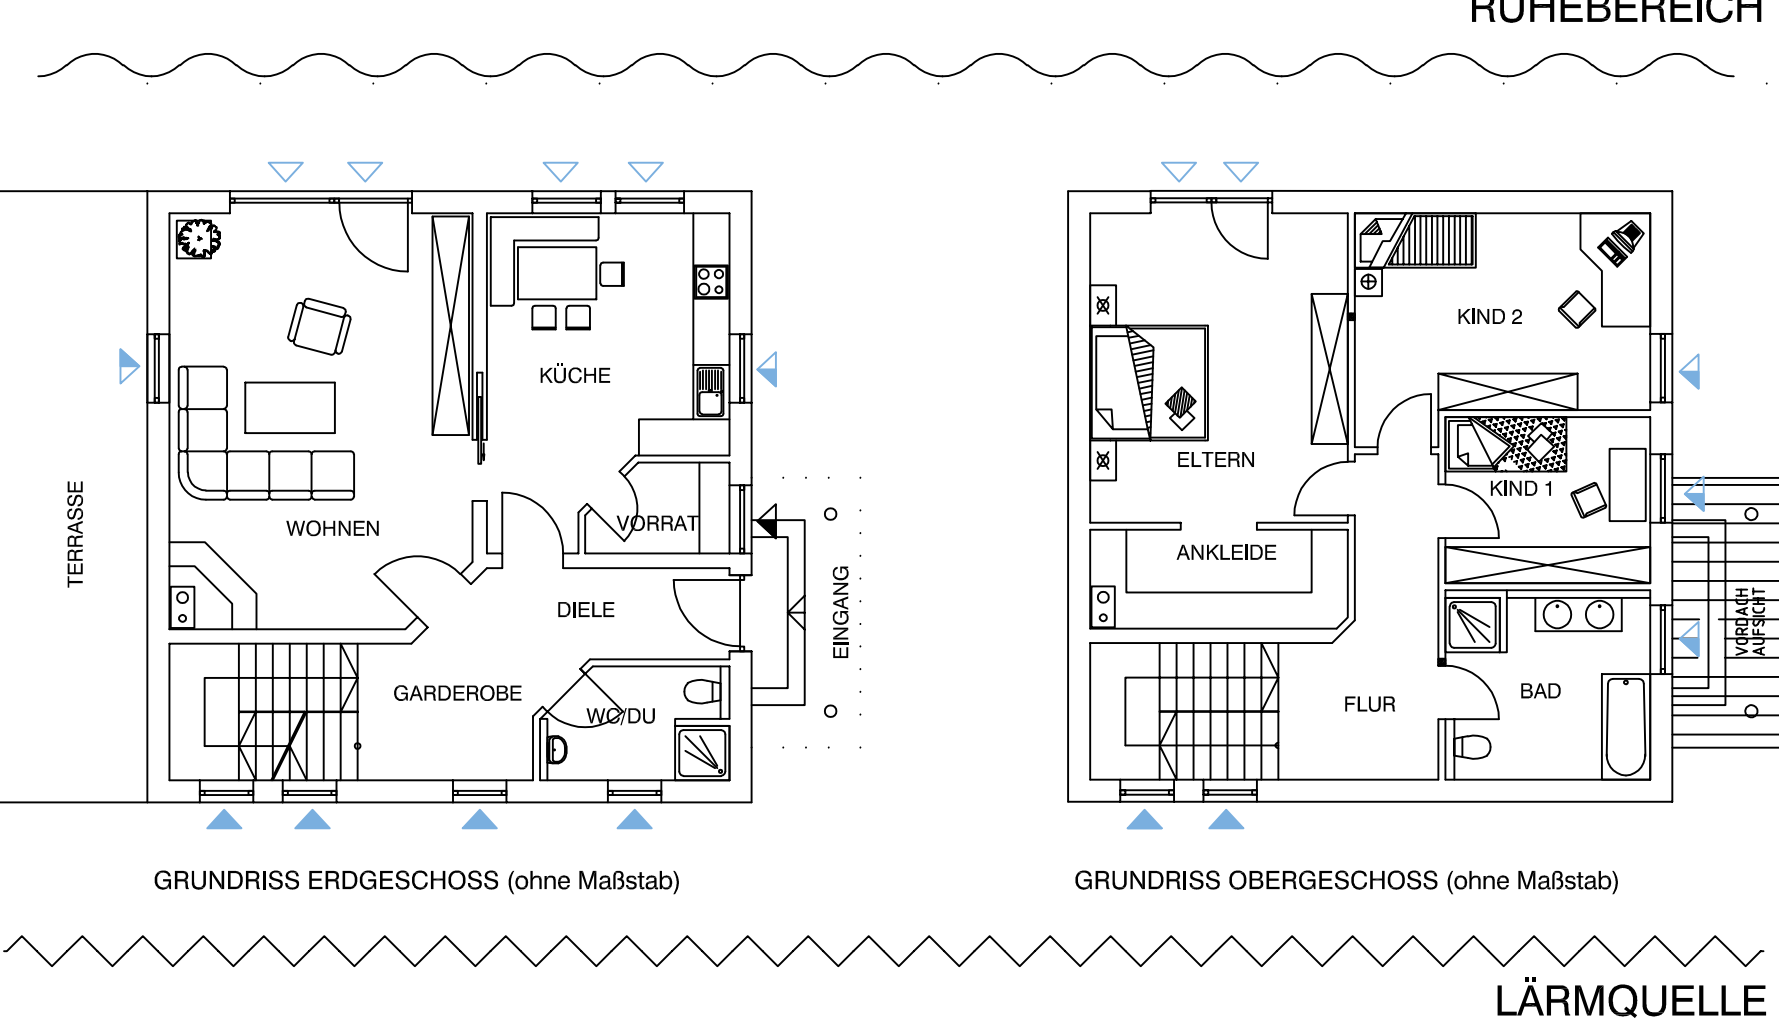 RUHEBEREICH
KÜCHE
WOHNEN
VORRAT
TERRASSE
DIELE
EINGANG
GARDEROBE
WC/DU
KIND 2
ELTERN
KIND 1
ANKLEIDE
VORDACH
AUFSICHT
FLUR
BAD
GRUNDRISS ERDGESCHOSS (ohne Maßstab)
GRUNDRISS OBERGESCHOSS (ohne Maßstab)
LÄRMQUELLE